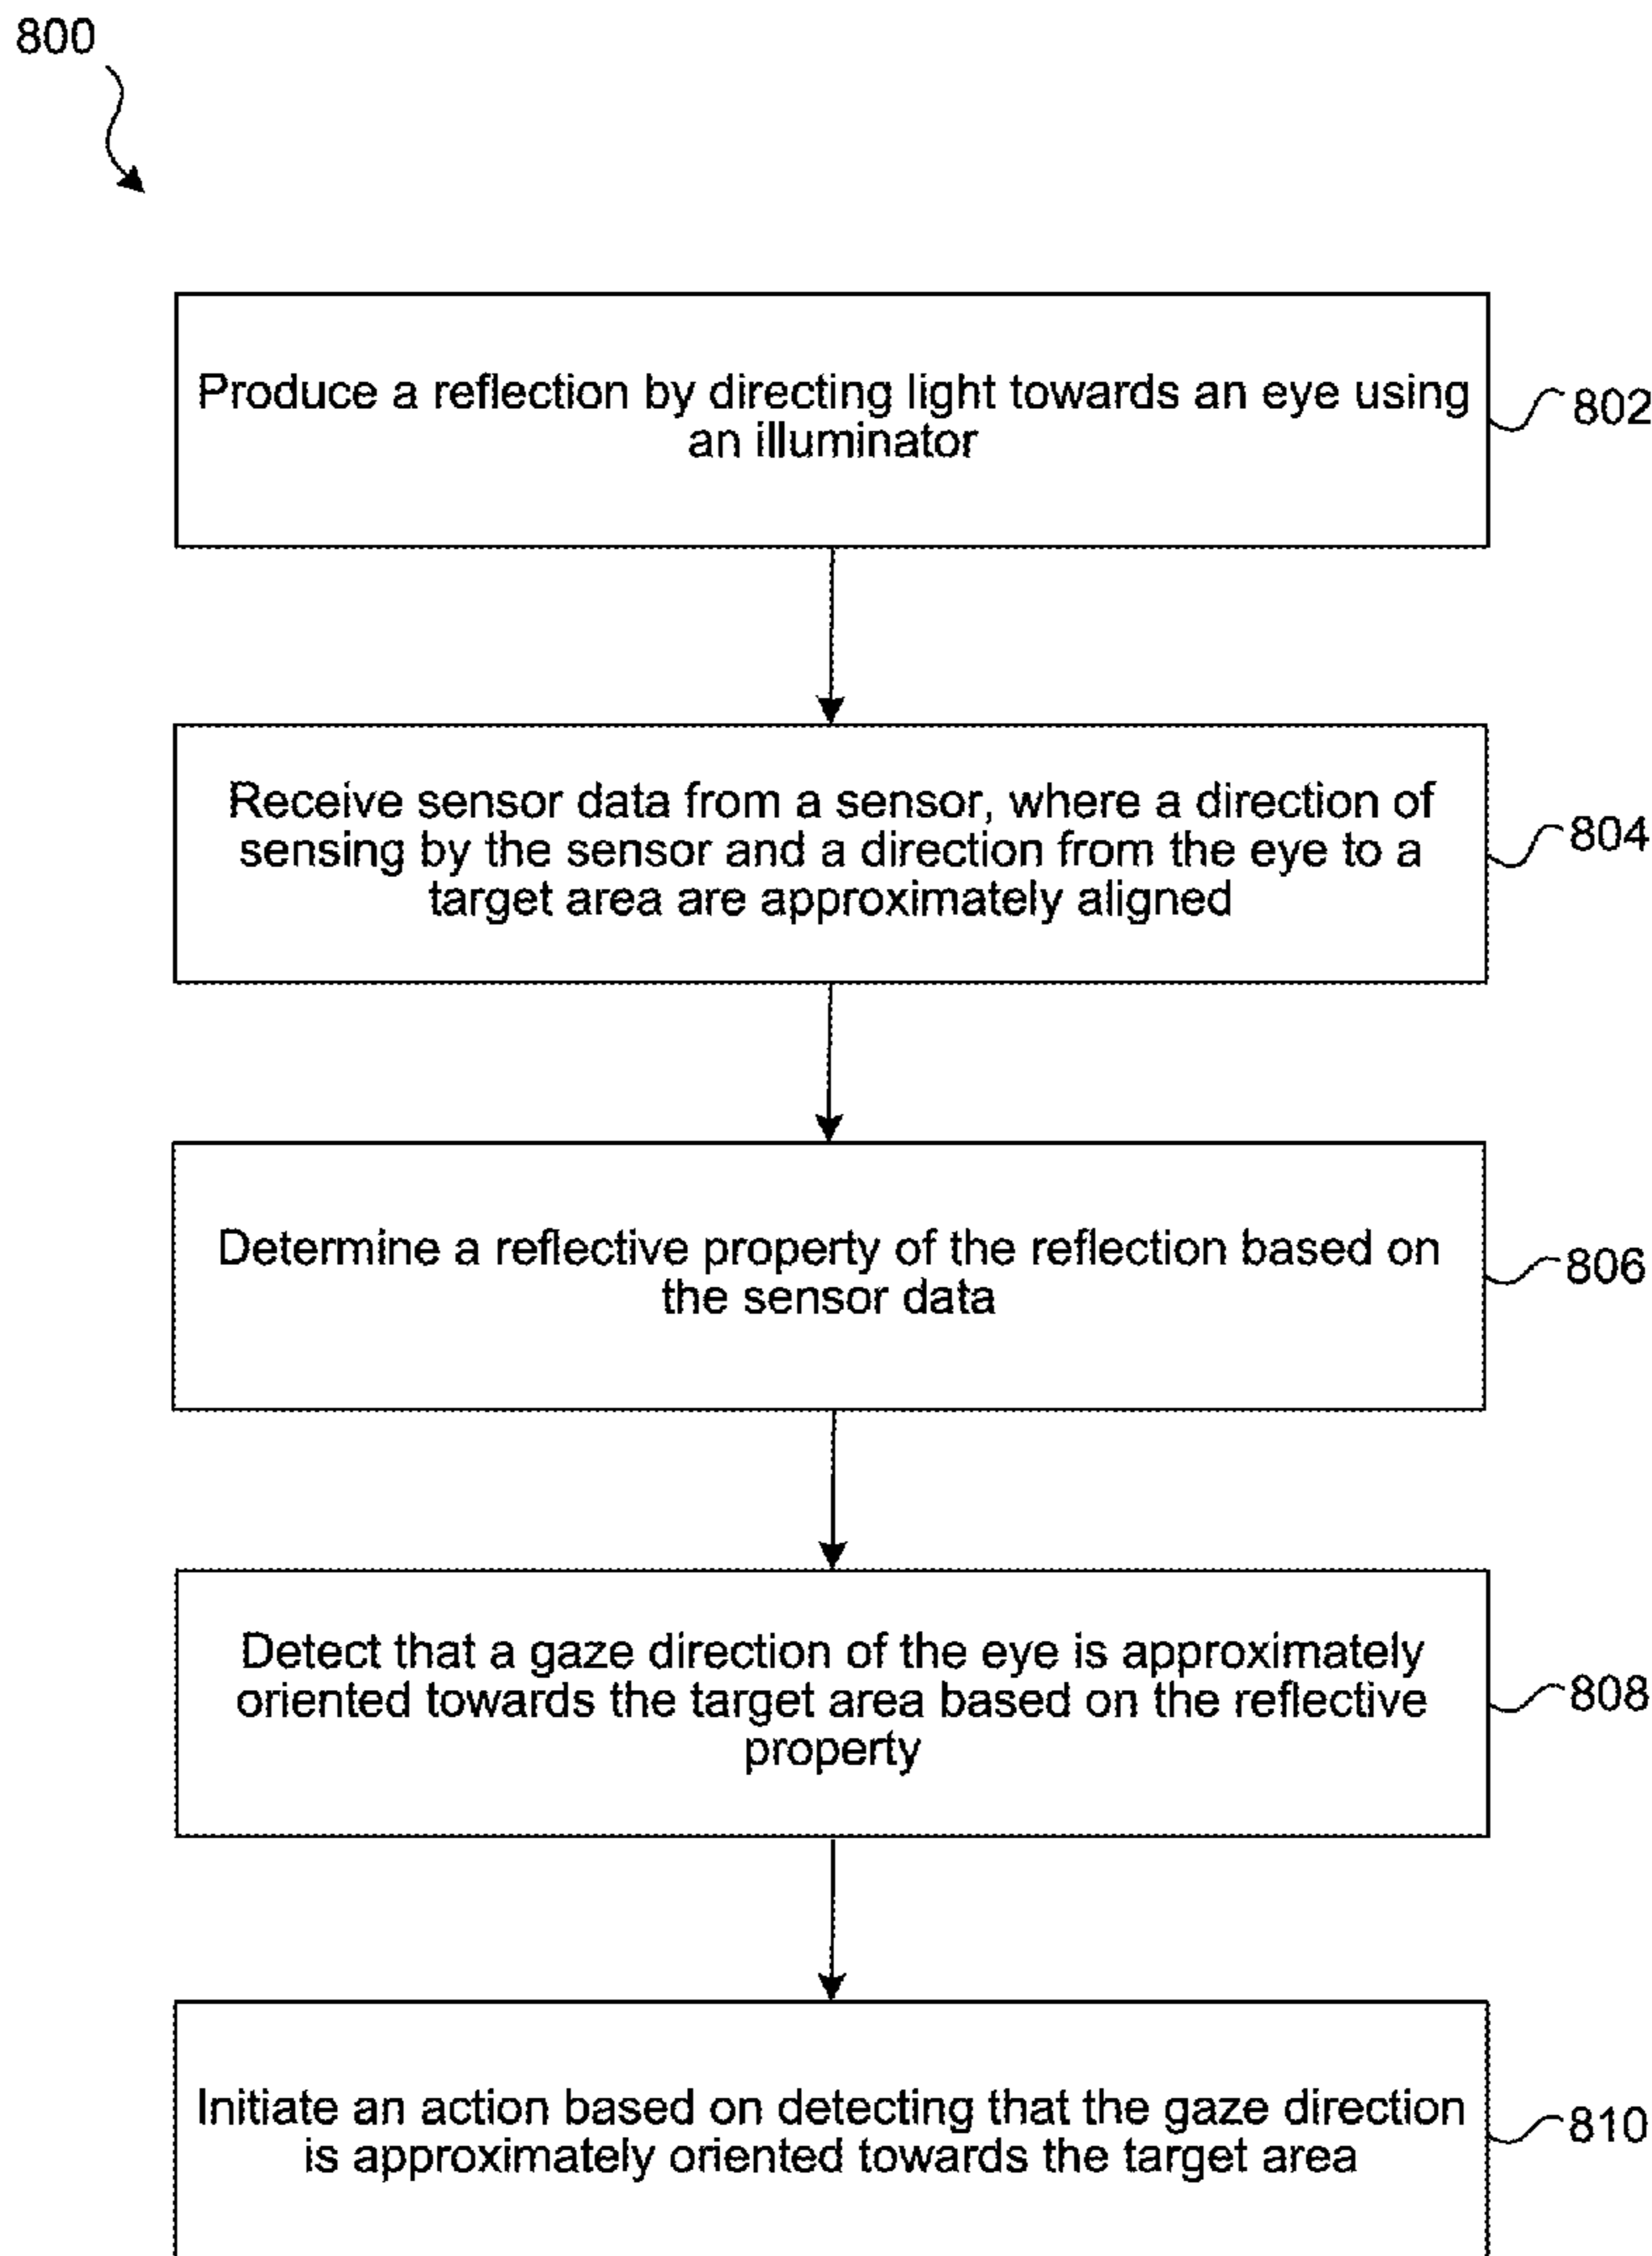 800
Produce a reflection by directing light towards an eye using
an illuminator
802
Receive sensor data from a sensor, where a direction of
sensing by the sensor and a direction from the eye to a
target area are approximately aligned
804
Determine a reflective property of the reflection based on
the sensor data
806
Detect that a gaze direction of the eye is approximately
oriented towards the target area based on the reflective
property
808
Initiate an action based on detecting that the gaze direction
is approximately oriented towards the target area
810